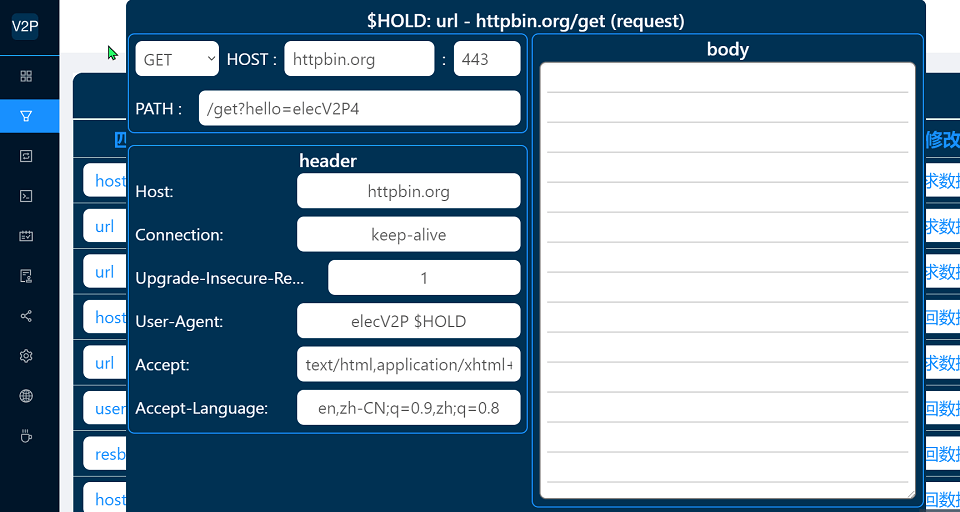 V2P
$HOLD: url - httpbin.org/get (request)
GET HOST : httpbin.org : 443
PATH : /get?hello=elecV2P4
header
Host: httpbin.org
Connection: keep-alive
Upgrade-Insecure-Re... 1
User-Agent: elecV2P $HOLD
Accept: text/html,application/xhtml+
Accept-Language: en,zh-CN;q=0.9,zh;q=0.8
body
修改
host
求数
url
求数
url
求数
host
回数
url
求数
user
回数
resb
回数
host
回数